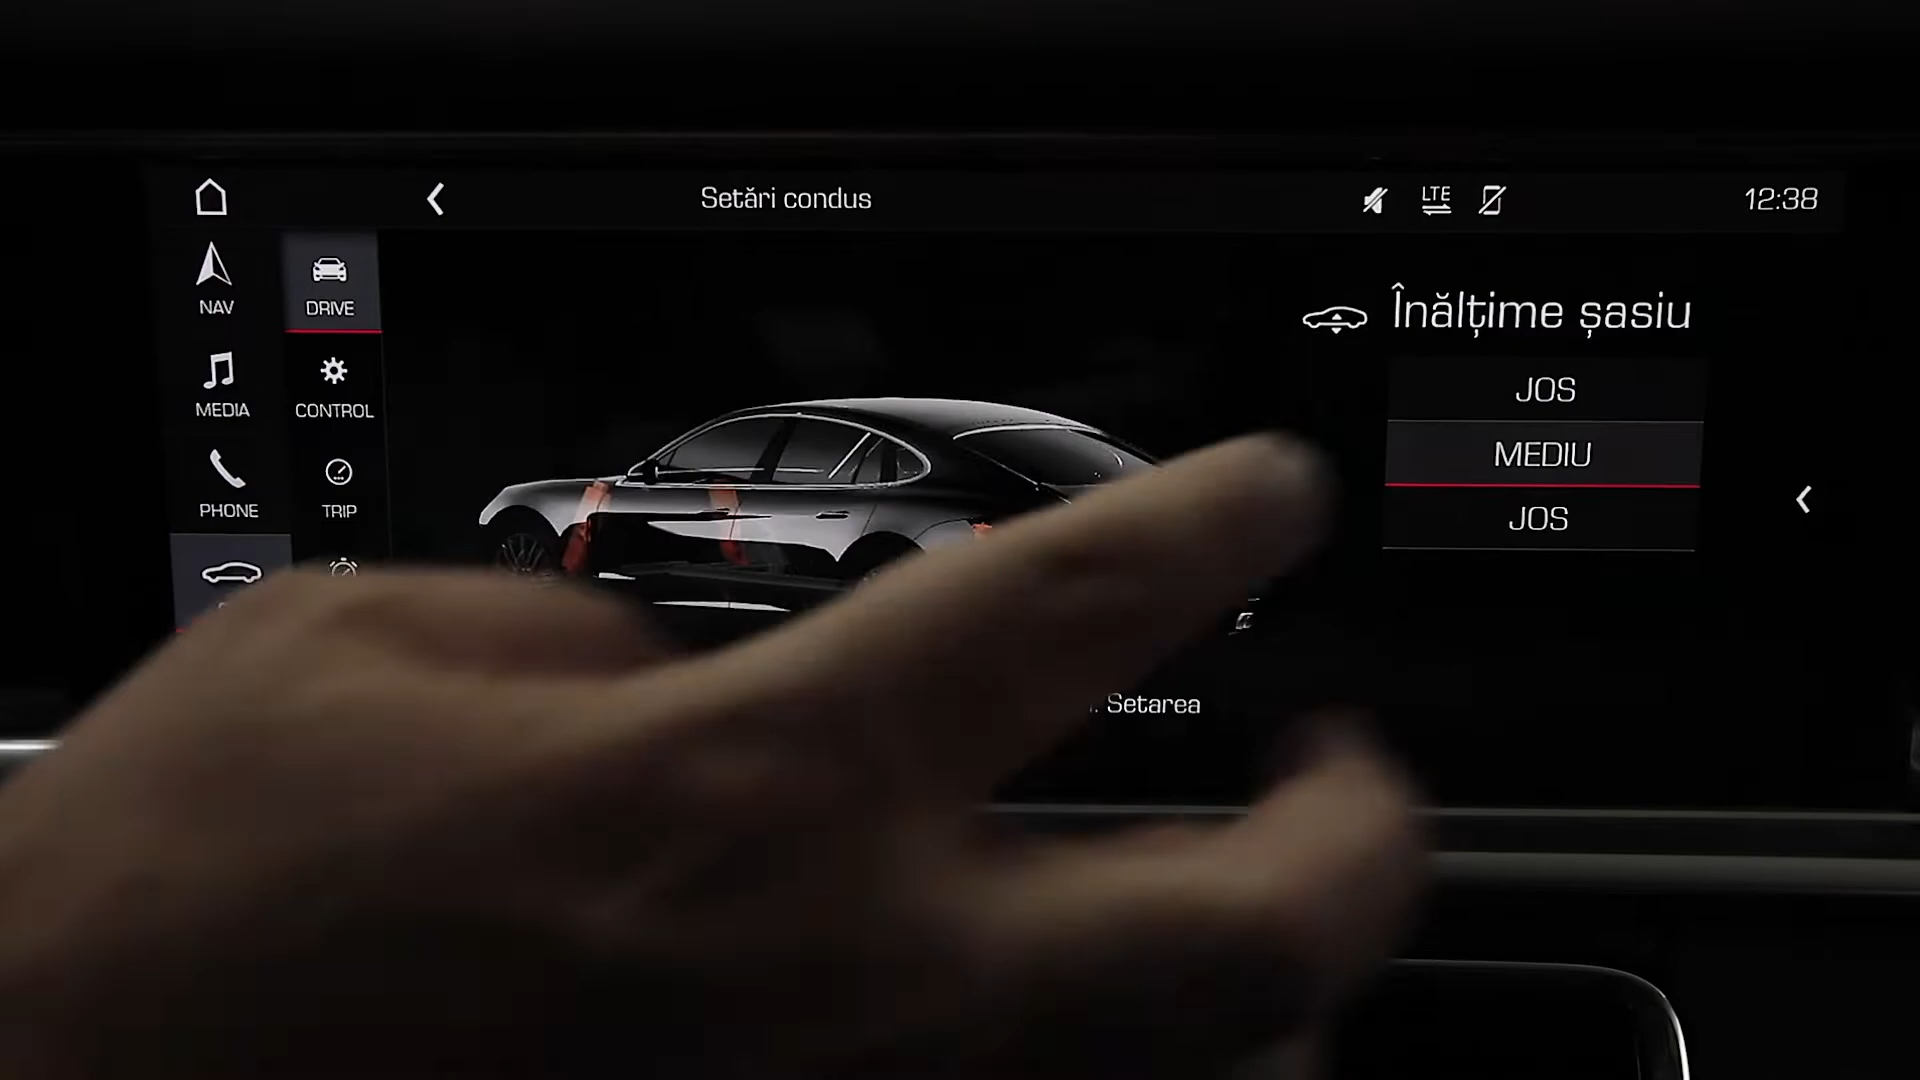 Setări condus
LTE
12:38
NAV
DRIVE
MEDIA
CONTROL
PHONE
TRIP
Înălțime șasiu
JOS
MEDIU
JOS
Setarea